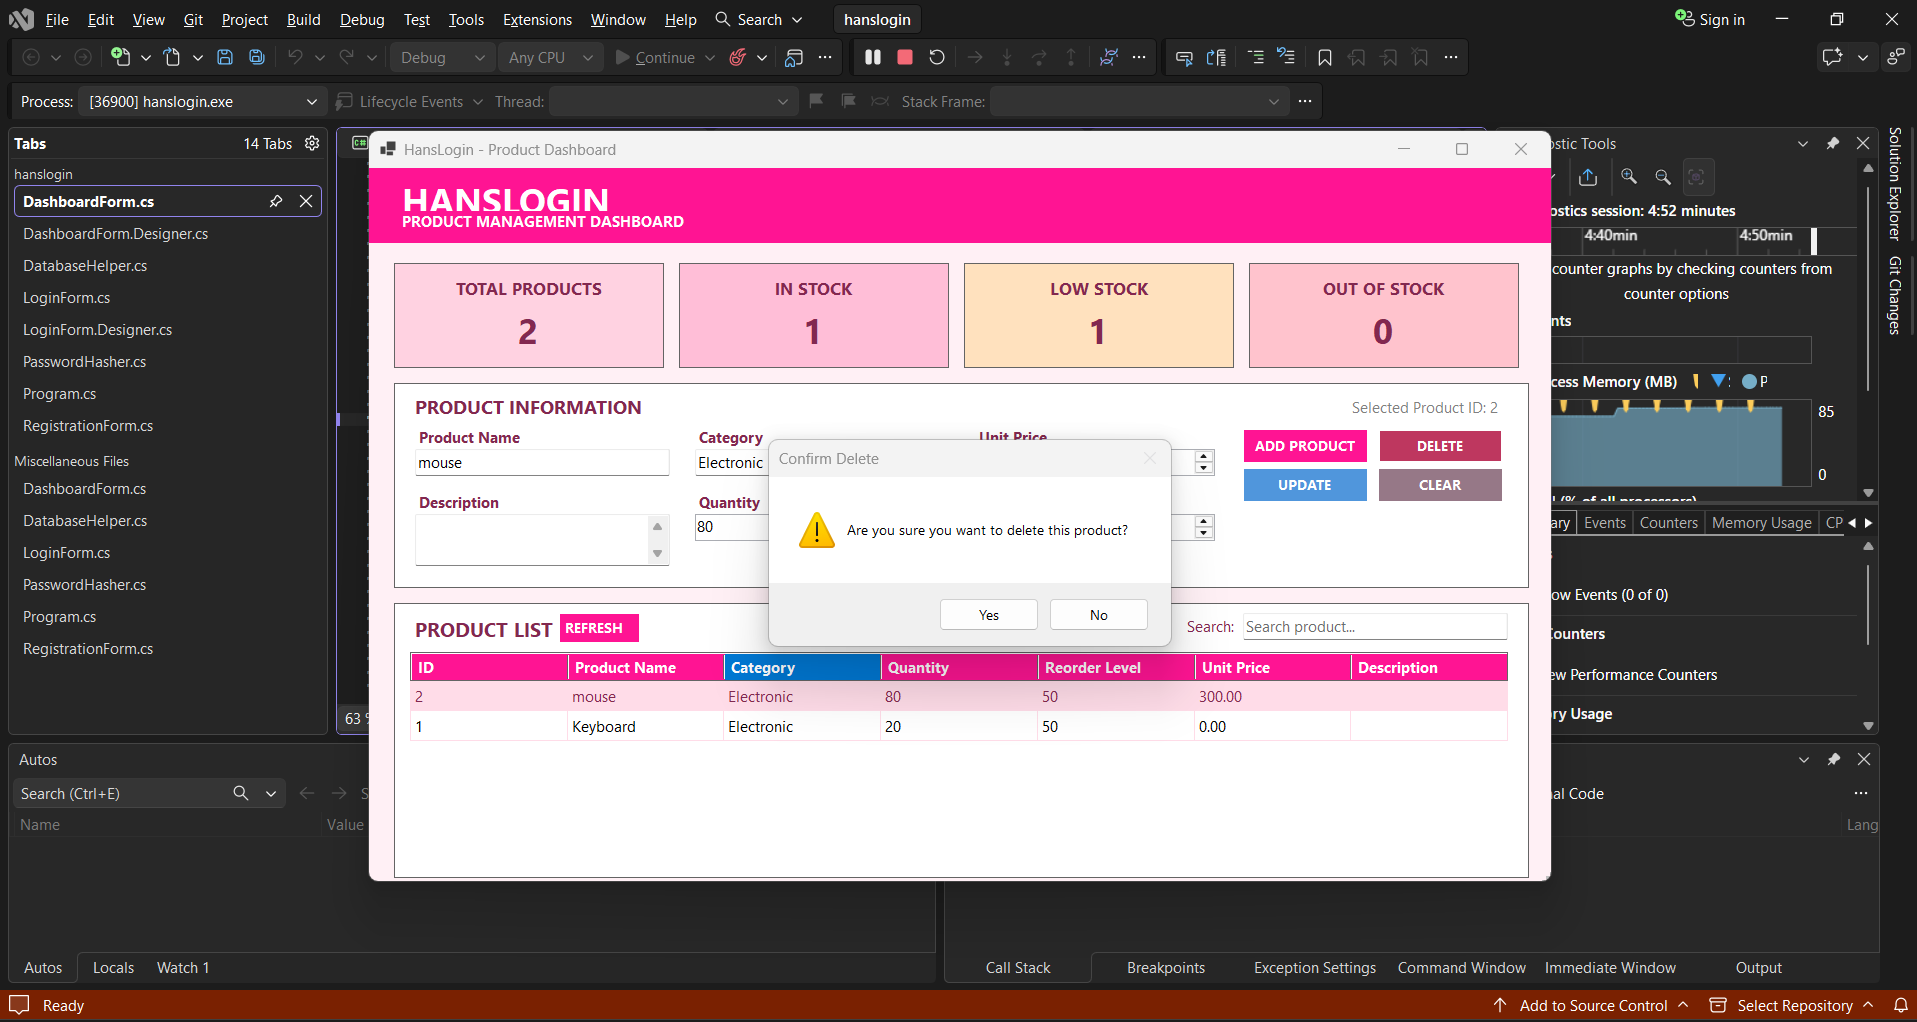 File Edit View Git Project Build Debug Test Tools Extensions Window Help Search hanslogin Sign in
Debug Any CPU Continue
Process: [36900] hanslogin.exe Lifecycle Events Thread: Stack Frame:
Tabs 14 Tabs
hanslogin
DashboardForm.cs
DashboardForm.Designer.cs
DatabaseHelper.cs
LoginForm.cs
LoginForm.Designer.cs
PasswordHasher.cs
Program.cs
RegistrationForm.cs
Miscellaneous Files
DashboardForm.cs
DatabaseHelper.cs
LoginForm.cs
PasswordHasher.cs
Program.cs
RegistrationForm.cs
C#
63 %
HansLogin - Product Dashboard
HANSLOGIN
PRODUCT MANAGEMENT DASHBOARD
TOTAL PRODUCTS IN STOCK LOW STOCK OUT OF STOCK
2 1 1 0
PRODUCT INFORMATION Selected Product ID: 2
Product Name Category Unit Price
mouse Electronic
ADD PRODUCT DELETE
UPDATE CLEAR
Description Quantity
80
Confirm Delete
Are you sure you want to delete this product?
Yes No
PRODUCT LIST REFRESH Search: Search product...
ID Product Name Category Quantity Reorder Level Unit Price Description
2 mouse Electronic 80 50 300.00
1 Keyboard Electronic 20 50 0.00
ostic Tools
ostics session: 4:52 minutes
4:40min 4:50min
counter graphs by checking counters from
counter options
nts
cess Memory (MB) P
85
0
(% of all processors)
ary Events Counters Memory Usage CP
ow Events (0 of 0)
Counters
ew Performance Counters
ry Usage
Solution Explorer
Git Changes
Autos
Search (Ctrl+E)
Name Value
al Code
Lang
Autos Locals Watch 1
Call Stack Breakpoints Exception Settings Command Window Immediate Window Output
Ready Add to Source Control Select Repository